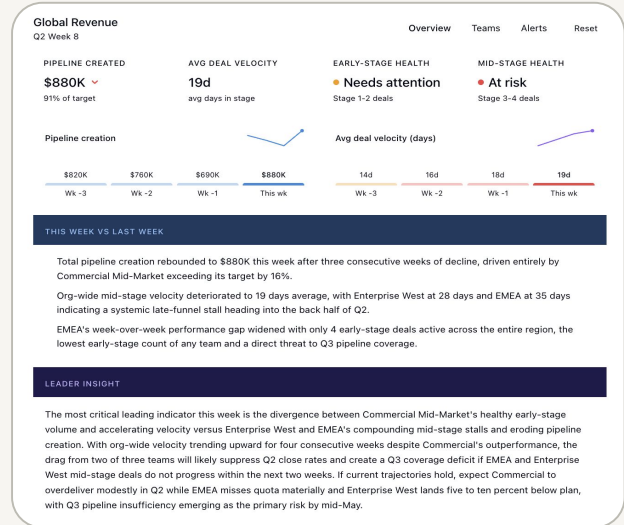 Global Revenue
Q2 Week 8
Overview Teams Alerts Reset
PIPELINE CREATED
$880K
91% of target
AVG DEAL VELOCITY
19d
avg days in stage
EARLY-STAGE HEALTH
Needs attention
Stage 1-2 deals
MID-STAGE HEALTH
At risk
Stage 3-4 deals
Pipeline creation
$820K $760K $690K $880K
Wk -3 Wk -2 Wk -1 This wk
Avg deal velocity (days)
14d 16d 18d 19d
Wk -3 Wk -2 Wk -1 This wk
THIS WEEK VS LAST WEEK
Total pipeline creation rebounded to $880K this week after three consecutive weeks of decline, driven entirely by
Commercial Mid-Market exceeding its target by 16%.
Org-wide mid-stage velocity deteriorated to 19 days average, with Enterprise West at 28 days and EMEA at 35 days
indicating a systemic late-funnel stall heading into the back half of Q2.
EMEA's week-over-week performance gap widened with only 4 early-stage deals active across the entire region, the
lowest early-stage count of any team and a direct threat to Q3 pipeline coverage.
LEADER INSIGHT
The most critical leading indicator this week is the divergence between Commercial Mid-Market's healthy early-stage
volume and accelerating velocity versus Enterprise West and EMEA's compounding mid-stage stalls and eroding pipeline
creation. With org-wide velocity trending upward for four consecutive weeks despite Commercial's outperformance, the
drag from two of three teams will likely suppress Q2 close rates and create a Q3 coverage deficit if EMEA and Enterprise
West mid-stage deals do not progress within the next two weeks. If current trajectories hold, expect Commercial to
overdeliver modestly in Q2 while EMEA misses quota materially and Enterprise West lands five to ten percent below plan,
with Q3 pipeline insufficiency emerging as the primary risk by mid-May.